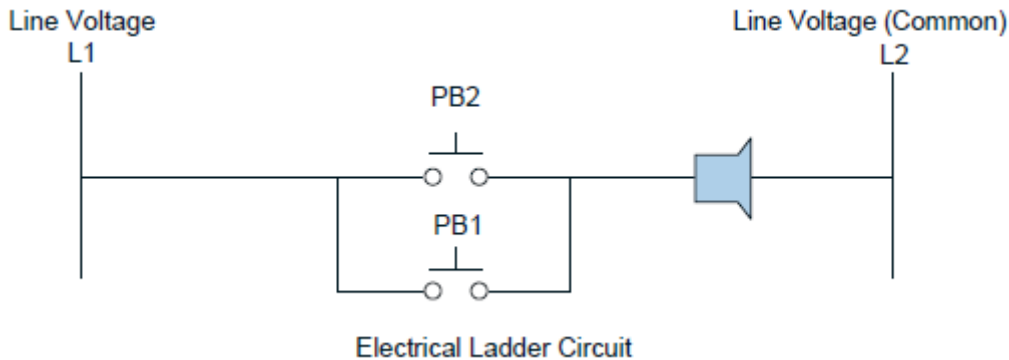 Line Voltage
L1
Line Voltage (Common)
L2
PB2
PB1
Electrical Ladder Circuit